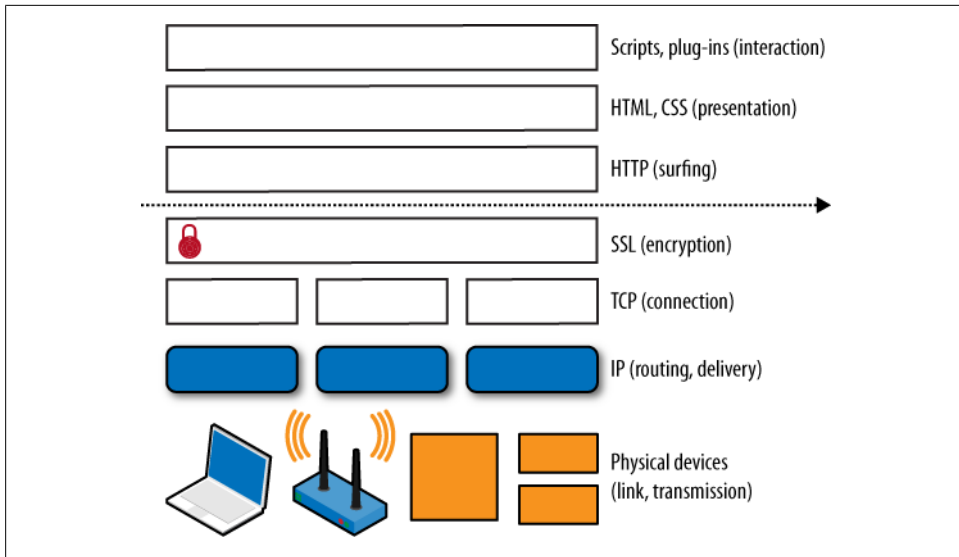 Scripts, plug-ins (interaction)
HTML, CSS (presentation)
HTTP (surfing)
SSL (encryption)
TCP (connection)
IP (routing, delivery)
Physical devices
(link, transmission)